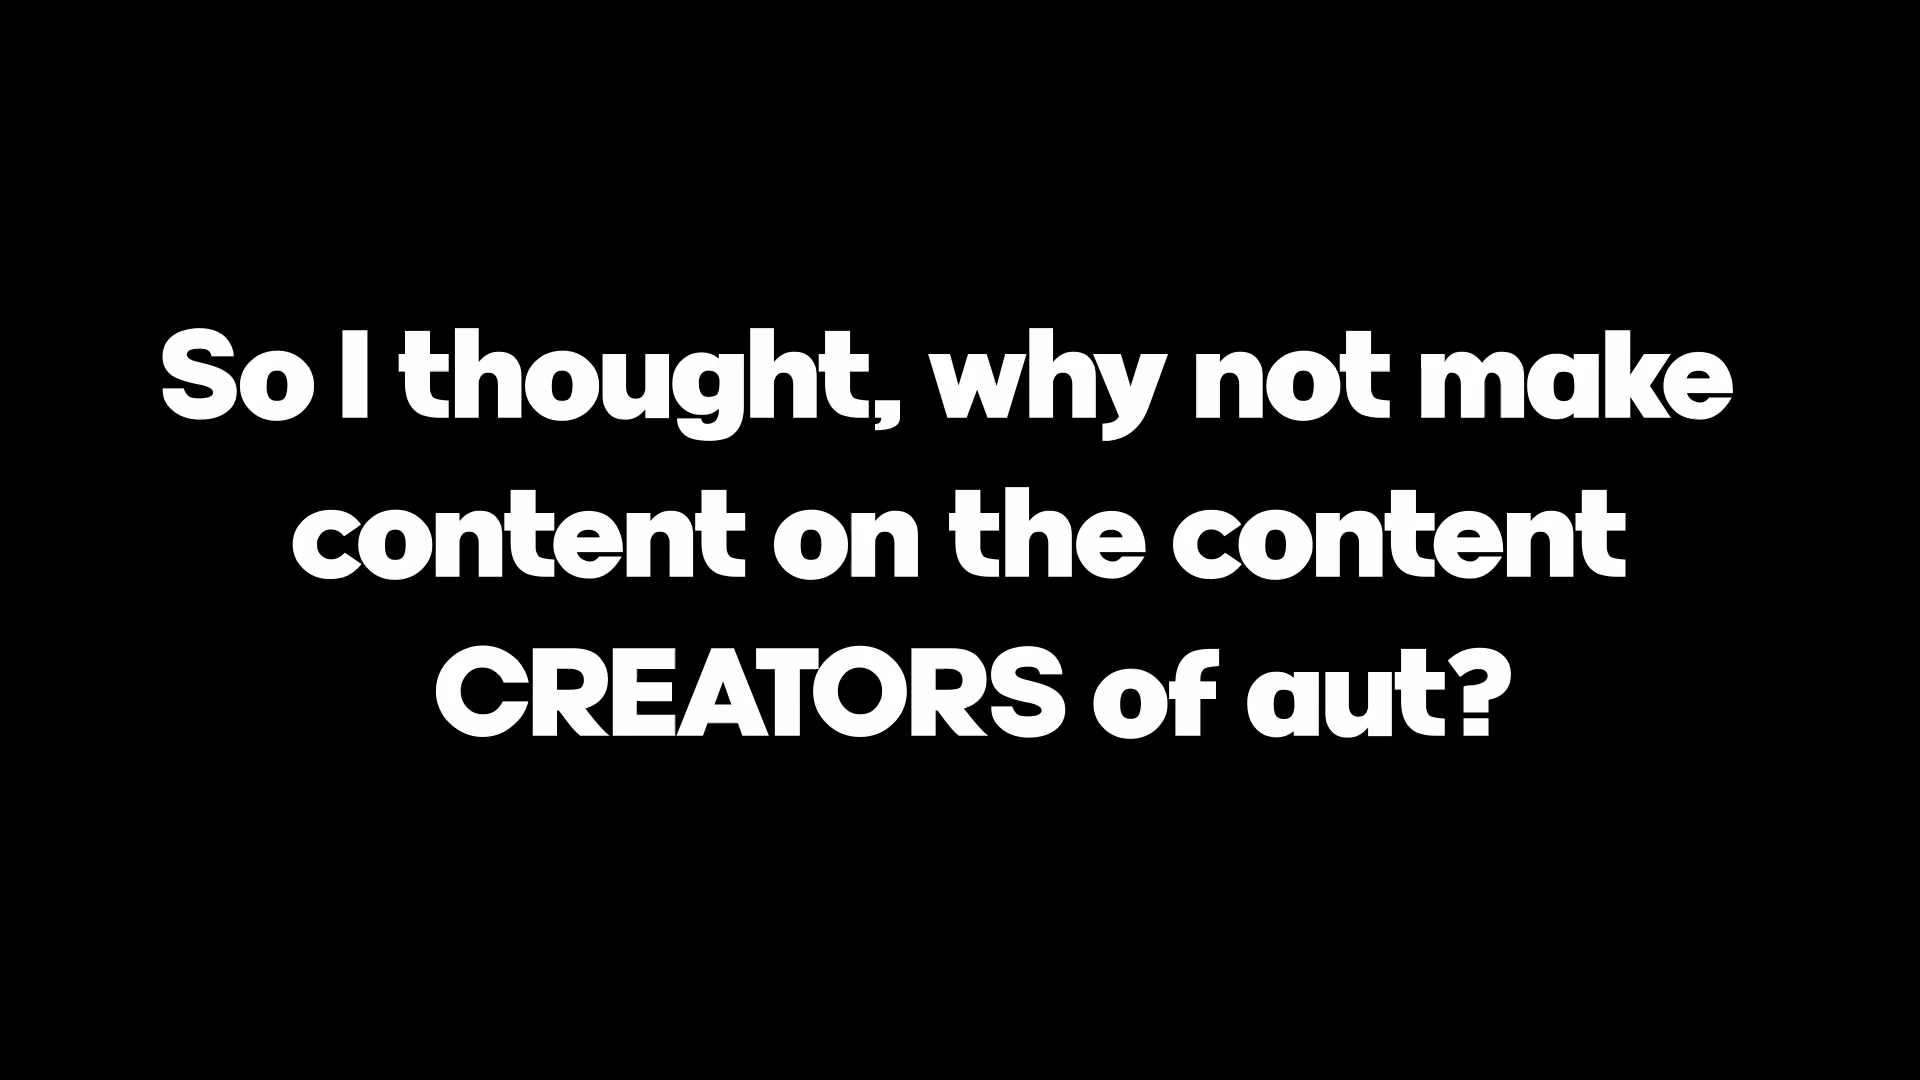 So I thought, why not make
content on the content
CREATORS of aut?